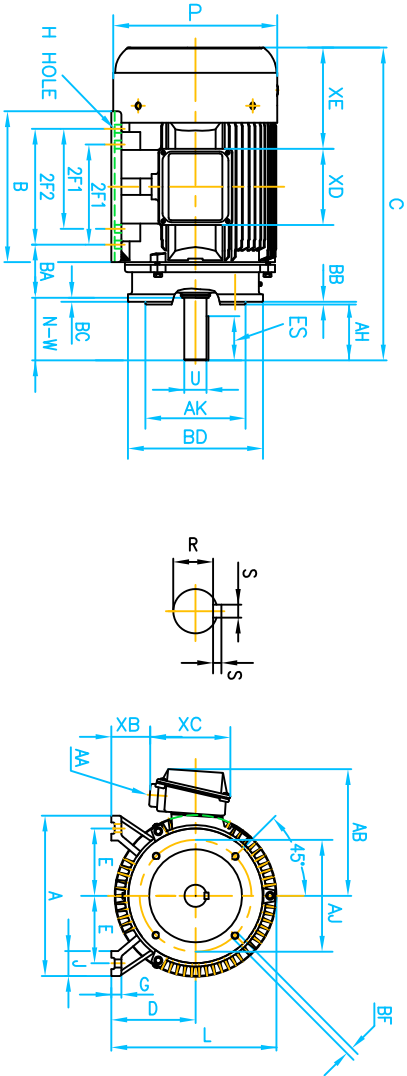 P
H HOLE
XE
XD
C
B
2F2
2F1
2F1
BA
BB
N-W
BC
ES
AH
U
AK
BD
R
S
S
XB
XC
AA
AB
45°
AJ
E
E
A
J
G
D
L
BF